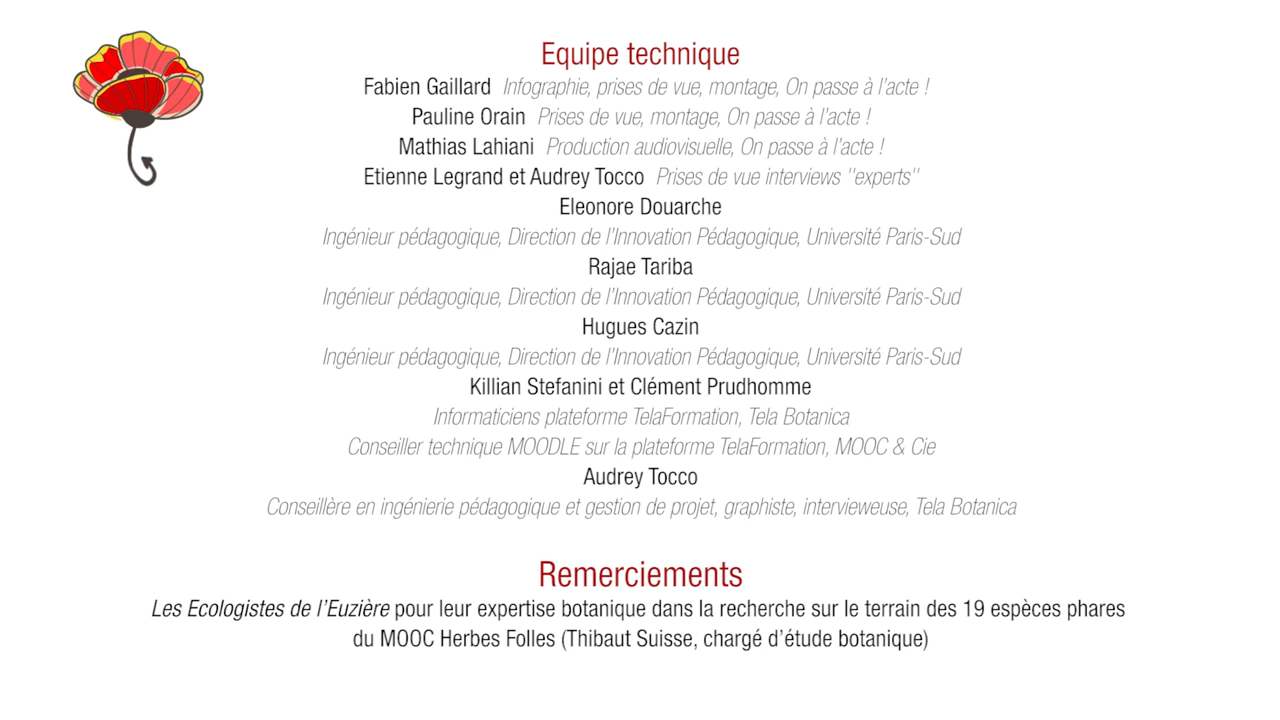 Equipe technique
Fabien Gaillard Infographie, prises de vue, montage, On passe à l'acte !
Pauline Orain Prises de vue, montage, On passe à l'acte !
Mathias Lahiani Production audiovisuelle, On passe à l'acte !
Etienne Legrand et Audrey Tocco Prises de vue interviews "experts"
Eleonore Douarche
Ingénieur pédagogique, Direction de l'Innovation Pédagogique, Université Paris-Sud
Rajae Tariba
Ingénieur pédagogique, Direction de l'Innovation Pédagogique, Université Paris-Sud
Hugues Cazin
Ingénieur pédagogique, Direction de l'Innovation Pédagogique, Université Paris-Sud
Killian Stefanini et Clément Prudhomme
Informaticiens plateforme TelaFormation, Tela Botanica
Conseiller technique MOODLE sur la plateforme TelaFormation, MOOC & Cie
Audrey Tocco
Conseillère en ingénierie pédagogique et gestion de projet, graphiste, intervieweuse, Tela Botanica
Remerciements
Les Ecologistes de l'Euzière pour leur expertise botanique dans la recherche sur le terrain des 19 espèces phares
du MOOC Herbes Folles (Thibaut Suisse, chargé d'étude botanique)